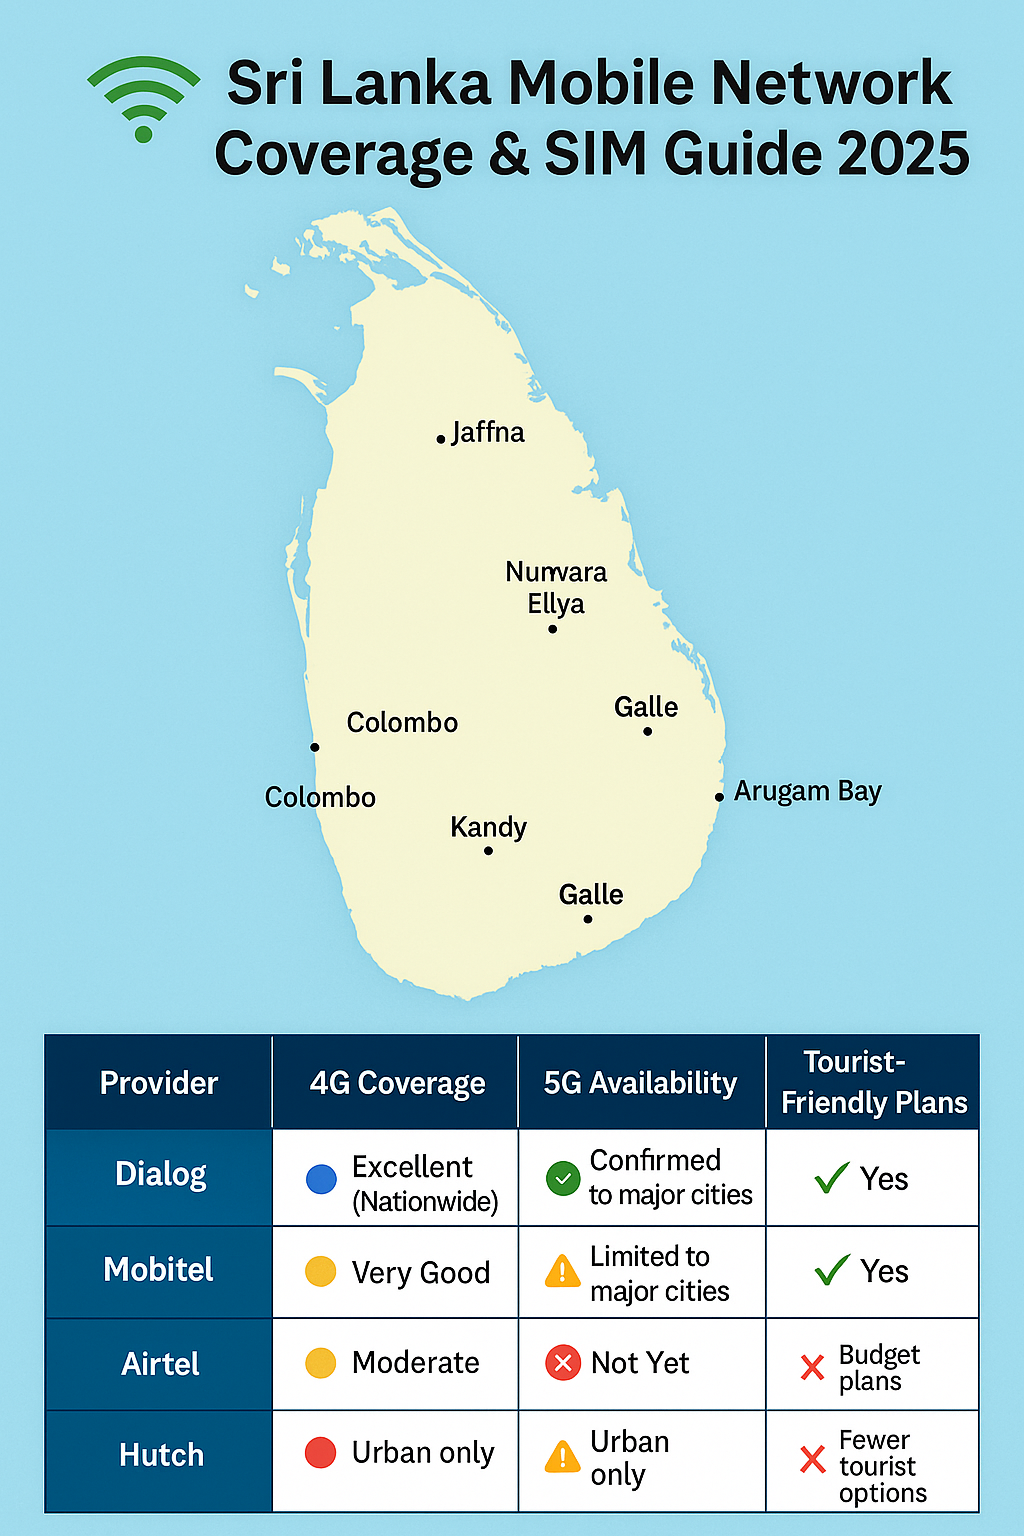 Sri Lanka Mobile Network
Coverage & SIM Guide 2025
Jaffna
Nurwara
Ellya
Galle
Colombo
Arugam Bay
Colombo
Kandy
Galle
Provider
4G Coverage
5G Availability
Tourist-
Friendly Plans
Dialog
Excellent
(Nationwide)
Confirmed
to major cities
Yes
Mobitel
Very Good
Limited to
major cities
Yes
Airtel
Moderate
Not Yet
Budget
plans
Hutch
Urban only
Urban
only
Fewer
tourist
options